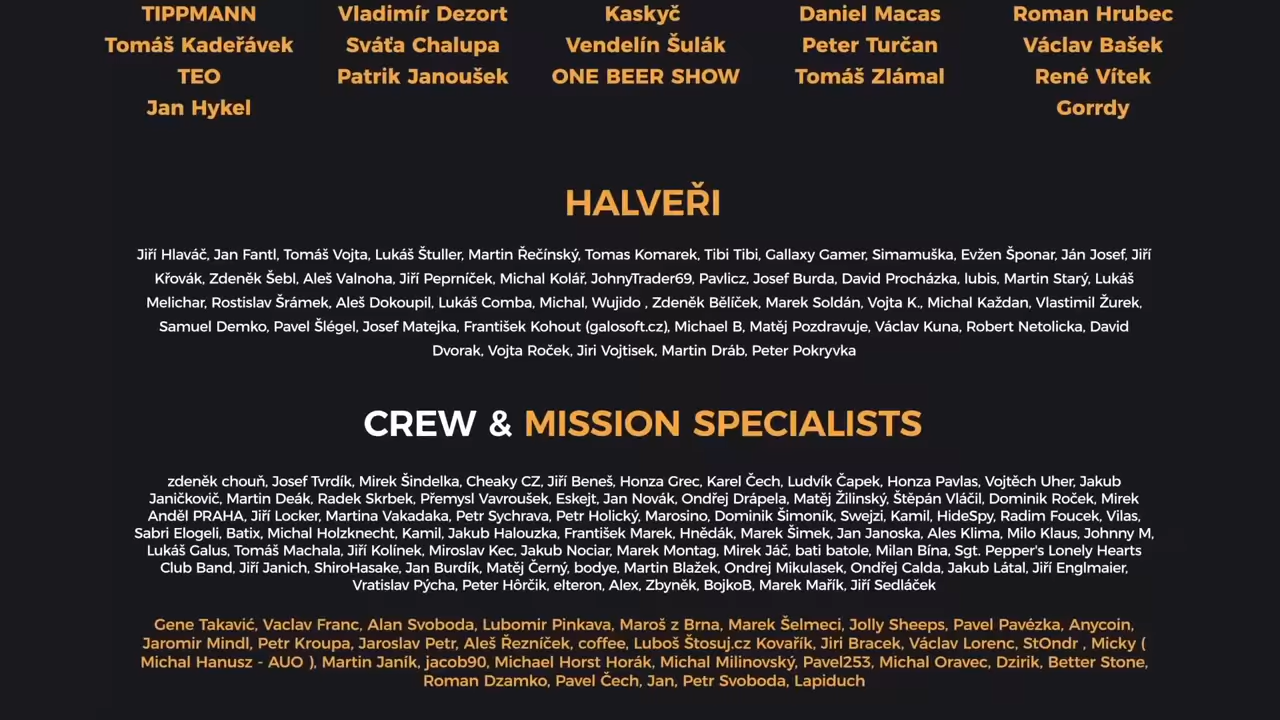 TIPPMANN Vladimír Dezort Kaskyč Daniel Macas Roman Hrubec
Tomáš Kadeřávek Sváťa Chalupa Vendelín Šulák Peter Turčan Václav Bašek
TEO Patrik Janoušek ONE BEER SHOW Tomáš Zlámal René Vítek
Jan Hykel Gorrdy
HALVEŘI
Jiří Hlaváč, Jan Fantl, Tomáš Vojta, Lukáš Štuller, Martin Řečínský, Tomas Komarek, Tibi Tibi, Gallaxy Gamer, Simamuška, Evžen Šponar, Ján Josef, Jiří
Křovák, Zdeněk Šebl, Aleš Valnoha, Jiří Peprníček, Michal Kolář, JohnyTrader69, Pavlicz, Josef Burda, David Procházka, lubis, Martin Starý, Lukáš
Melichar, Rostislav Šrámek, Aleš Dokoupil, Lukáš Comba, Michal, Wujido , Zdeněk Bělíček, Marek Soldán, Vojta K., Michal Každan, Vlastimil Žurek,
Samuel Demko, Pavel Šlégel, Josef Matejka, František Kohout (galosoft.cz), Michael B, Matěj Pozdravuje, Václav Kuna, Robert Netolicka, David
Dvorak, Vojta Roček, Jiri Vojtisek, Martin Dráb, Peter Pokryvka
CREW & MISSION SPECIALISTS
zdeněk chouň, Josef Tvrdík, Mirek Šindelka, Cheaky CZ, Jiří Beneš, Honza Grec, Karel Čech, Ludvík Čapek, Honza Pavlas, Vojtěch Uher, Jakub
Janičkovič, Martin Deák, Radek Skrbek, Přemysl Vavroušek, Eskejt, Jan Novák, Ondřej Drápela, Matěj Žilinský, Štěpán Vláčil, Dominik Roček, Mirek
Anděl PRAHA, Jiří Locker, Martina Vakadaka, Petr Sychrava, Petr Holický, Marosino, Dominik Šimoník, Swejzi, Kamil, HideSpy, Radim Foucek, Vilas,
Sabri Elogeli, Batix, Michal Holzknecht, Kamil, Jakub Halouzka, František Marek, Hnědák, Marek Šimek, Jan Janoska, Ales Klima, Milo Klaus, Johnny M,
Lukáš Galus, Tomáš Machala, Jiří Kolínek, Miroslav Kec, Jakub Nociar, Marek Montag, Mirek Jáč, bati batole, Milan Bína, Sgt. Pepper's Lonely Hearts
Club Band, Jiří Janich, ShiroHasake, Jan Burdík, Matěj Černý, bodye, Martin Blažek, Ondrej Mikulasek, Ondřej Calda, Jakub Látal, Jiří Englmaier,
Vratislav Pýcha, Peter Hôrčik, elteron, Alex, Zbyněk, BojkoB, Marek Mařík, Jiří Sedláček
Gene Takavić, Vaclav Franc, Alan Svoboda, Lubomir Pinkava, Maroš z Brna, Marek Šelmeci, Jolly Sheeps, Pavel Pavézka, Anycoin,
Jaromir Mindl, Petr Kroupa, Jaroslav Petr, Aleš Řezníček, coffee, Luboš Štosuj.cz Kovařík, Jiri Bracek, Václav Lorenc, StOndr , Micky (
Michal Hanusz - AUO ), Martin Janík, jacob90, Michael Horst Horák, Michal Milinovský, Pavel253, Michal Oravec, Dzirik, Better Stone,
Roman Dzamko, Pavel Čech, Jan, Petr Svoboda, Lapiduch